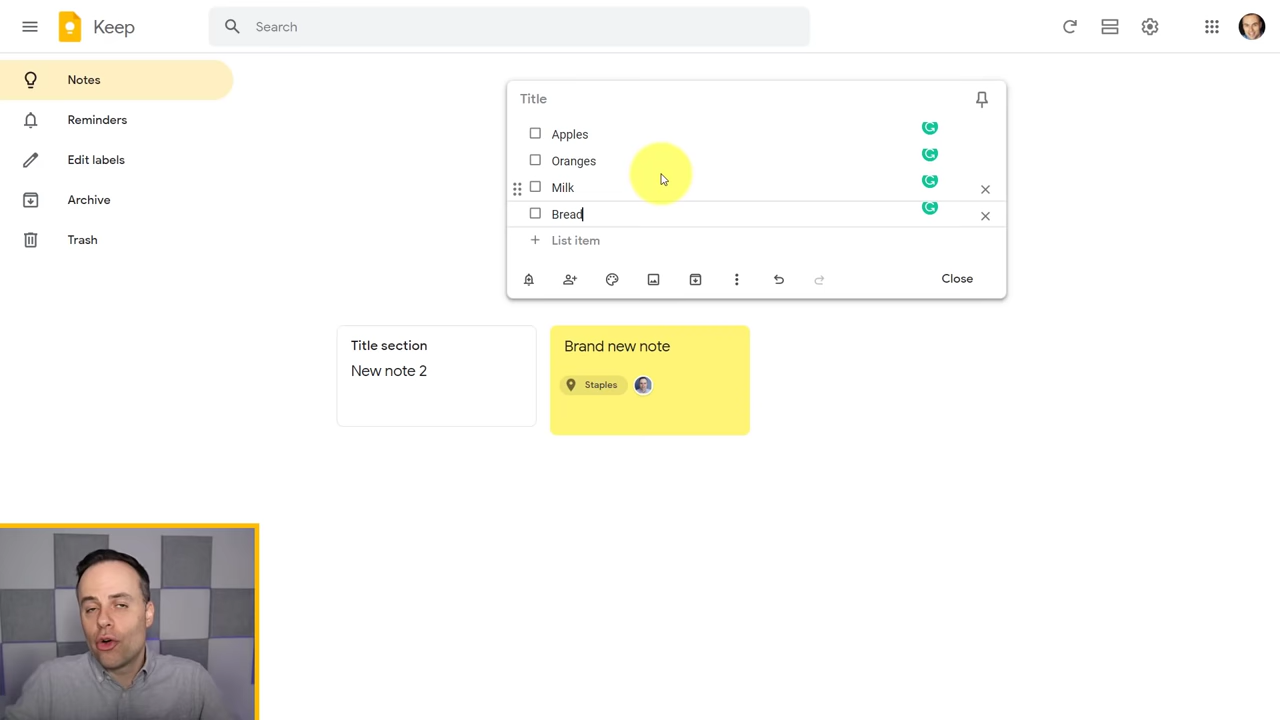 Keep
Search
Notes
Reminders
Edit labels
Archive
Trash
Title
Apples
Oranges
Milk
Bread
List item
Close
Title section
New note 2
Brand new note
Staples